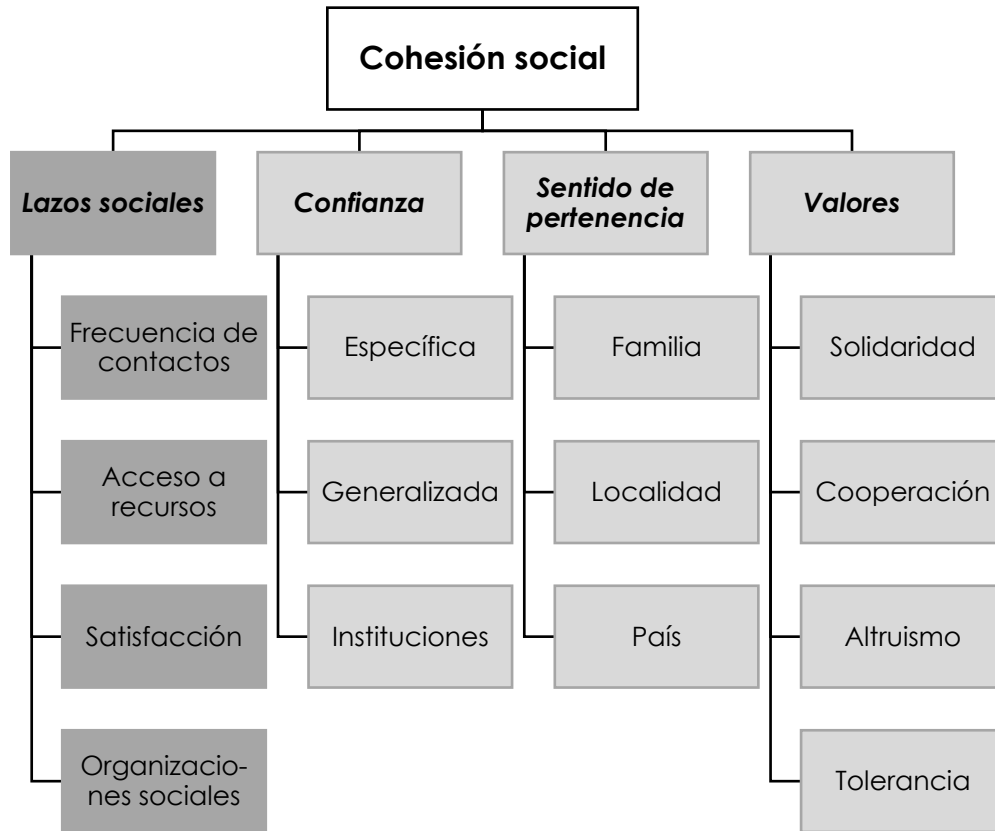 Cohesión social
Lazos sociales
Confianza
Sentido de
pertenencia
Valores
Frecuencia de
contactos
Específica
Familia
Solidaridad
Acceso a
recursos
Generalizada
Localidad
Cooperación
Satisfacción
Instituciones
País
Altruismo
Organizacio-
nes sociales
Tolerancia